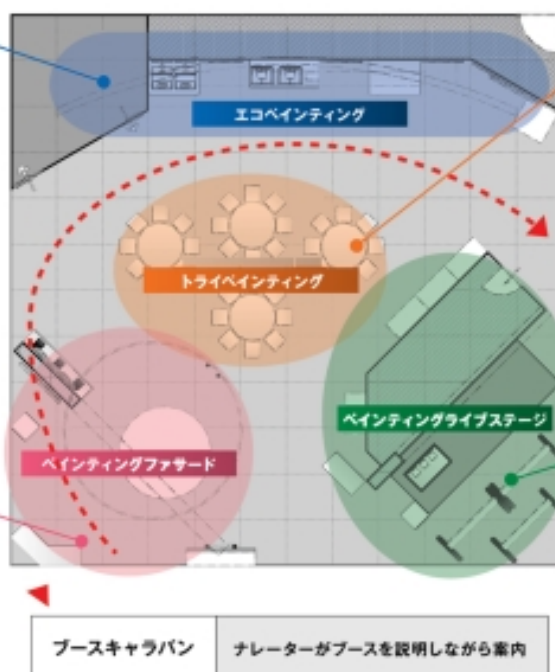 エコペインティング
トライペインティング
ペインティングライブステージ
ペインティングファサード
ブースキャラバン
ナレーターがブースを説明しながら案内